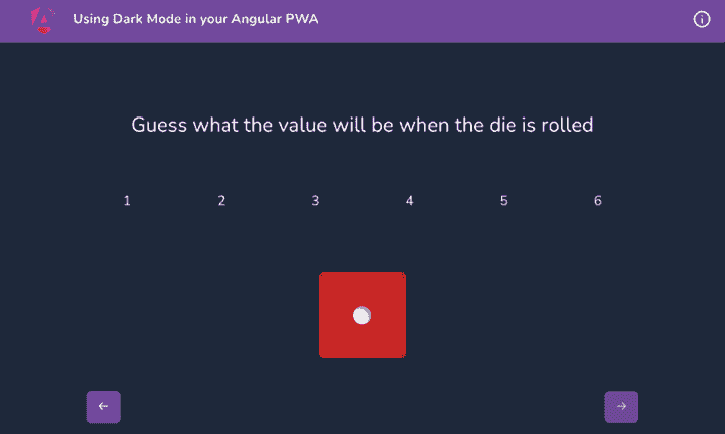 Using Dark Mode in your Angular PWA
Guess what the value will be when the die is rolled
1 2 3 4 5 6